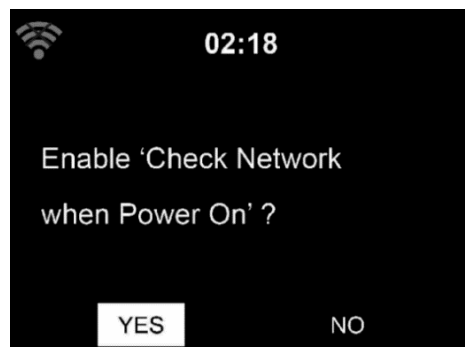 02:18
Enable ‘Check Network
when Power On’ ?
YES NO